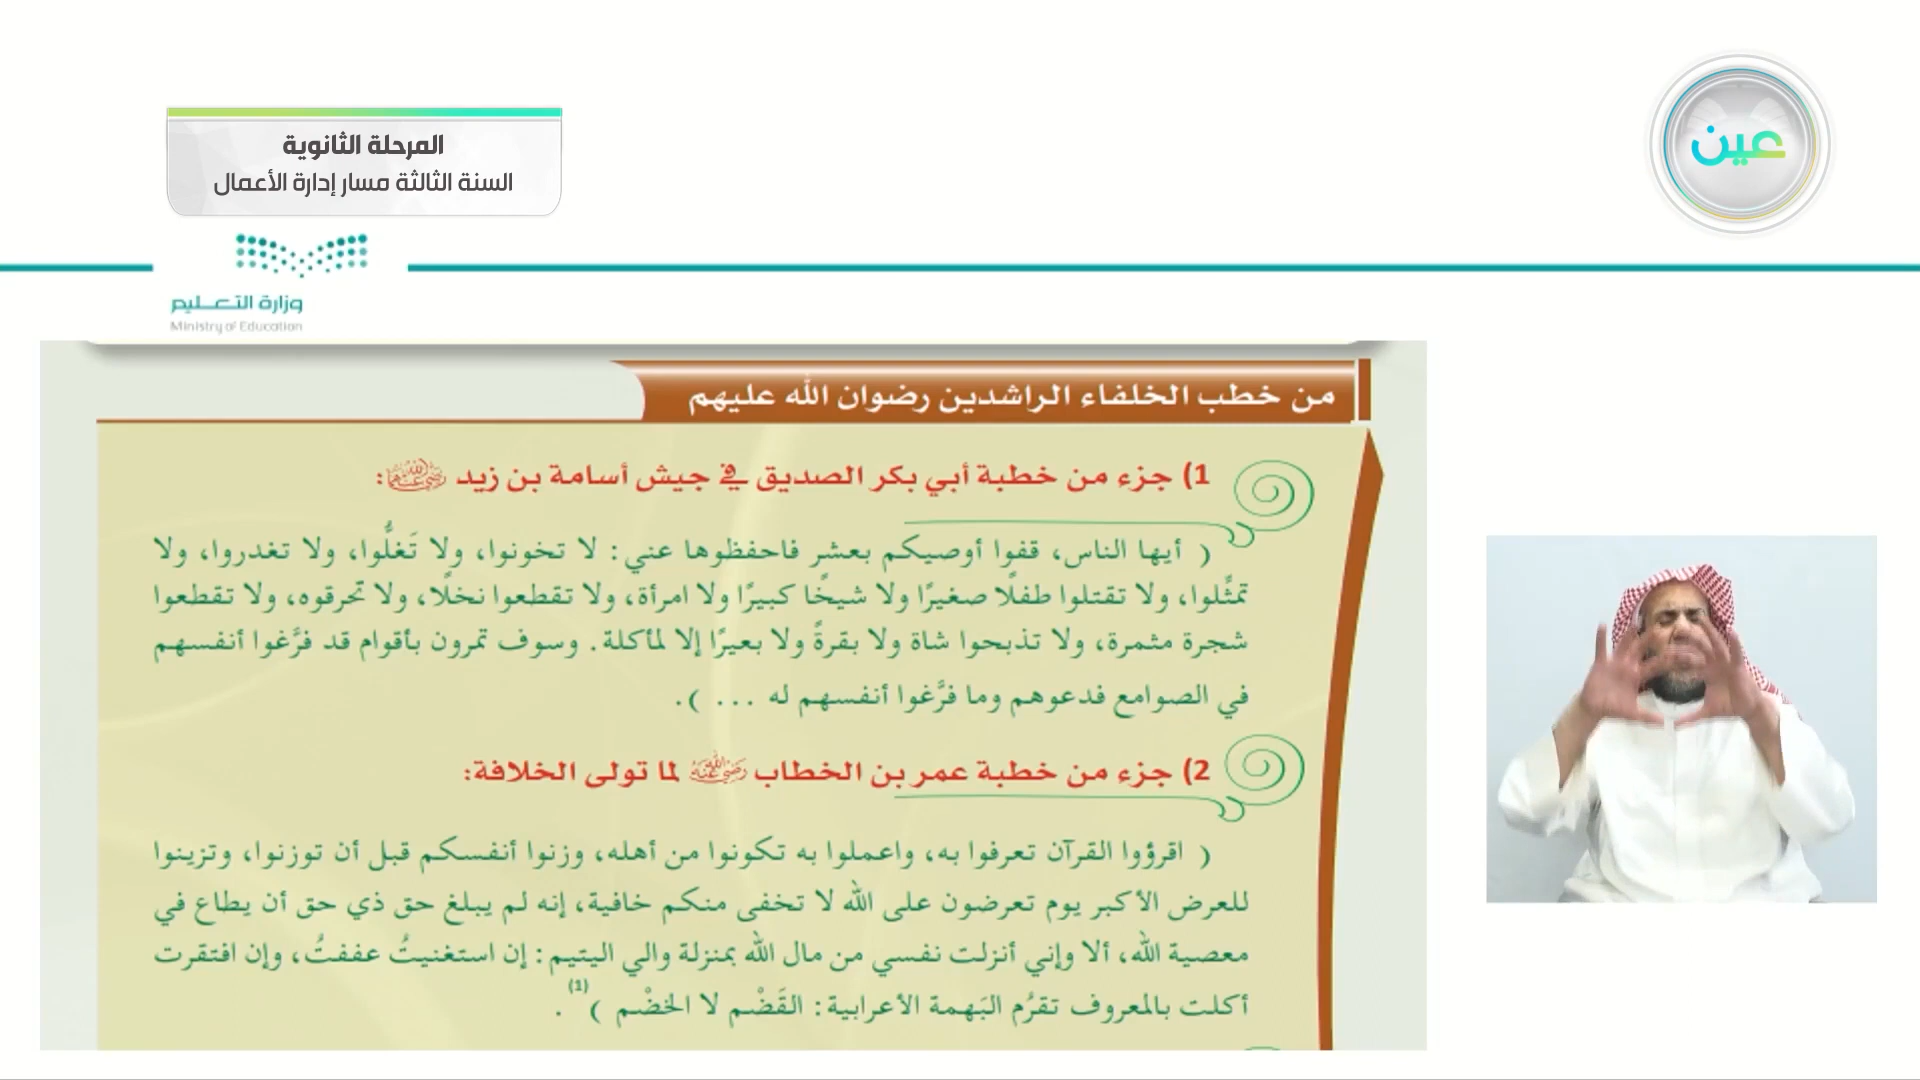 المرحلة الثانوية
السنة الثالثة مسار إدارة الأعمال
عين
وزارة التعليم
Ministry of Education
من خطب الخلفاء الراشدين رضوان الله عليهم
1) جزء من خطبة أبي بكر الصديق في جيش أسامة بن زيد رضي الله عنهما:
( أيها الناس، قفوا أوصيكم بعشر فاحفظوها عني: لا تخونوا، ولا تَغلُّوا، ولا تغدروا، ولا
تمثِّلوا، ولا تقتلوا طفلًا صغيرًا ولا شيخًا كبيرًا ولا امرأة، ولا تقطعوا نخلًا، ولا تحرقوه، ولا تقطعوا
شجرة مثمرة، ولا تذبحوا شاة ولا بقرةً ولا بعيرًا إلا لمأكلة. وسوف تمرون بأقوام قد فرَّغوا أنفسهم
في الصوامع فدعوهم وما فرَّغوا أنفسهم له ... ).
2) جزء من خطبة عمر بن الخطاب رضي الله عنه لما تولى الخلافة:
( اقرؤوا القرآن تعرفوا به، واعملوا به تكونوا من أهله، وزنوا أنفسكم قبل أن توزنوا، وتزينوا
للعرض الأكبر يوم تعرضون على الله لا تخفى منكم خافية، إنه لم يبلغ حق ذي حق أن يطاع في
معصية الله، ألا وإني أنزلت نفسي من مال الله بمنزلة والي اليتيم: إن استغنيتُ عففتُ، وإن افتقرت
أكلت بالمعروف تقرُم البَهمة الأعرابية: القَضْم لا الخضْم )(1).